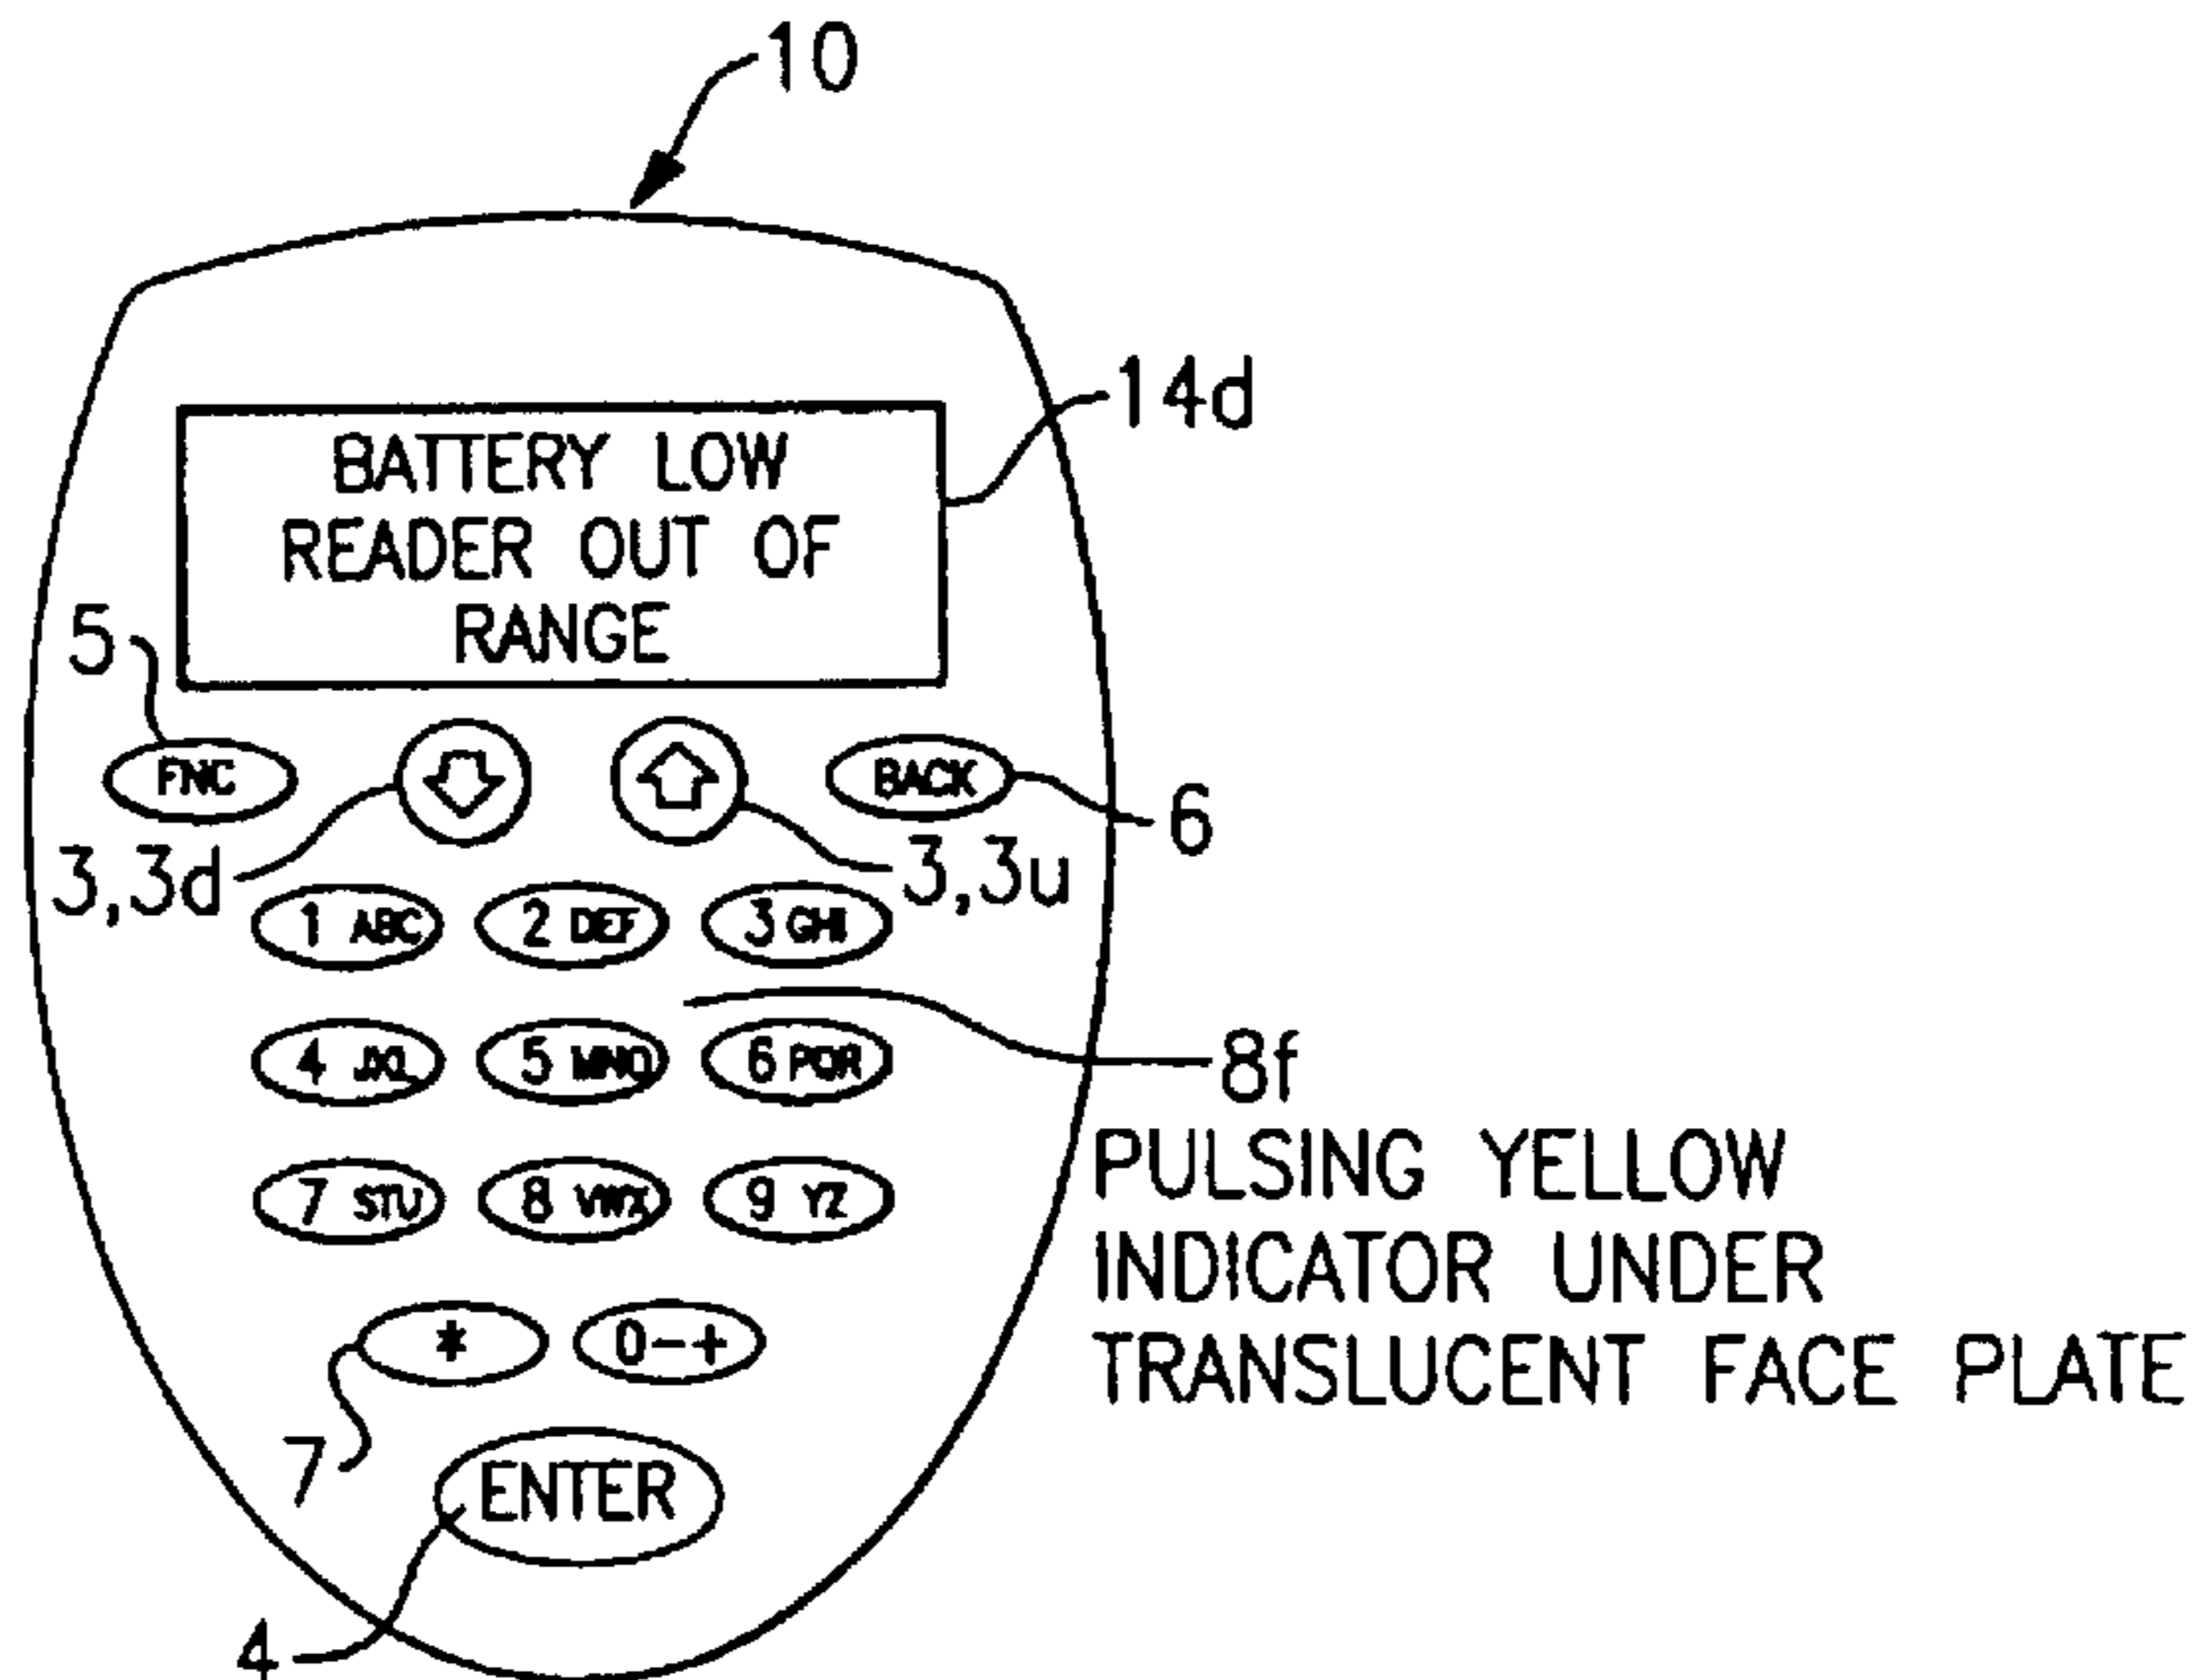 10
14d
BATTERY LOW
READER OUT OF
RANGE
5
FNC
BACK
6
3,3d
3,3u
1 ABC
2 DEF
3 GHI
8f
4
5
6 PQR
PULSING YELLOW
INDICATOR UNDER
TRANSLUCENT FACE PLATE
7 STU
8 VWX
9 YZ
*
0-+
7
ENTER
4